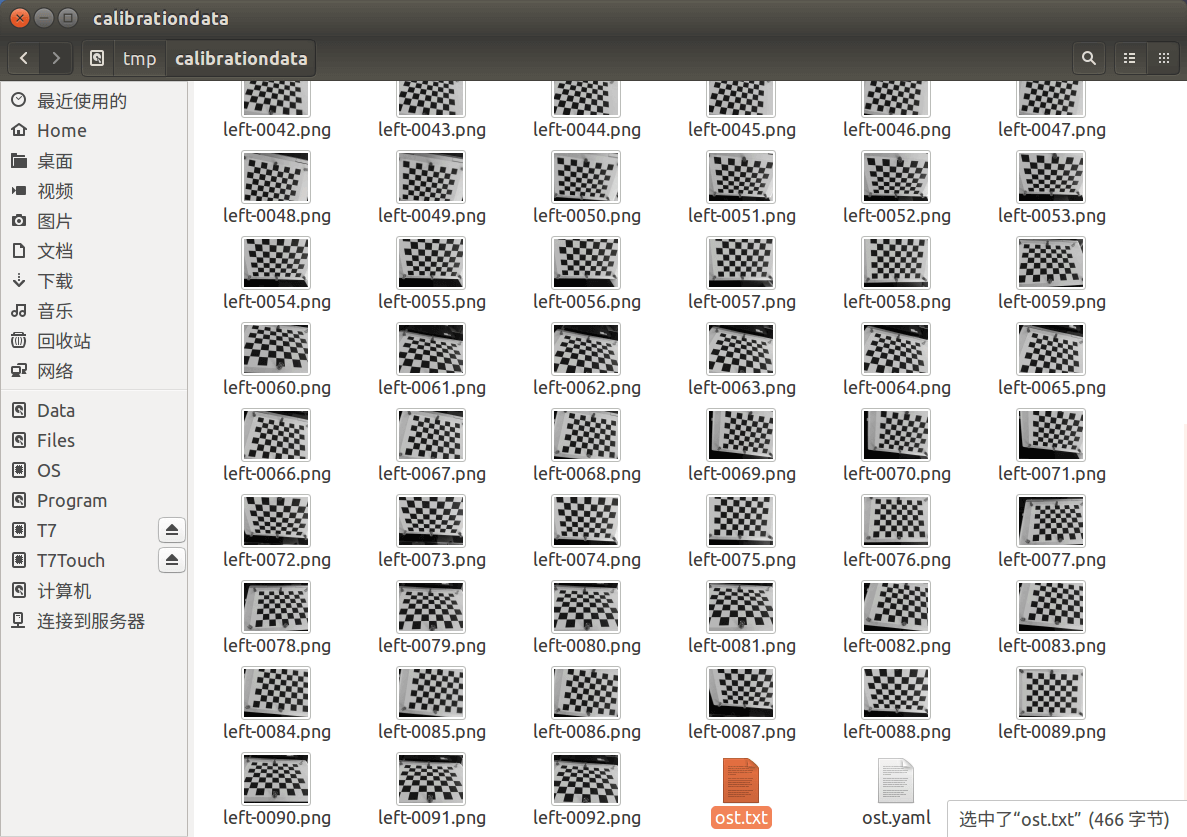 calibrationdata
tmp calibrationdata
最近使用的
Home
桌面
视频
图片
文档
下载
音乐
回收站
网络
Data
Files
OS
Program
T7
T7Touch
计算机
连接到服务器
left-0042.png left-0043.png left-0044.png left-0045.png left-0046.png left-0047.png
left-0048.png left-0049.png left-0050.png left-0051.png left-0052.png left-0053.png
left-0054.png left-0055.png left-0056.png left-0057.png left-0058.png left-0059.png
left-0060.png left-0061.png left-0062.png left-0063.png left-0064.png left-0065.png
left-0066.png left-0067.png left-0068.png left-0069.png left-0070.png left-0071.png
left-0072.png left-0073.png left-0074.png left-0075.png left-0076.png left-0077.png
left-0078.png left-0079.png left-0080.png left-0081.png left-0082.png left-0083.png
left-0084.png left-0085.png left-0086.png left-0087.png left-0088.png left-0089.png
left-0090.png left-0091.png left-0092.png ost.txt ost.yaml
选中了“ost.txt” (466 字节)